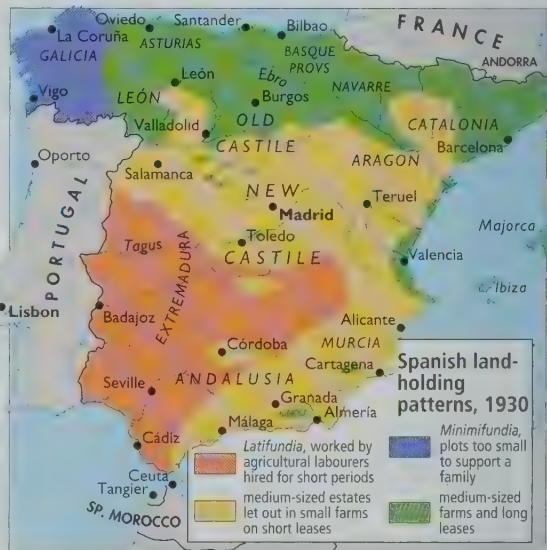 FRANCE
ANDORRA
Oviedo
Santander
Bilbao
La Coruña
ASTURIAS
GALICIA
BASQUE
PROVS
León
Ebro
NAVARRE
Vigo
LEÓN
Burgos
Valladolid
OLD
CASTILE
CATALONIA
Barcelona
Oporto
ARAGON
Salamanca
NEW
Madrid
Teruel
PORTUGAL
Tagus
Toledo
CASTILE
Majorca
Valencia
EXTREMADURA
Ibiza
Lisbon
Badajoz
Alicante
Córdoba
MURCIA
Cartagena
Seville
ANDALUSIA
Granada
Almería
Málaga
Cádiz
Ceuta
Tangier
SP. MOROCCO
Spanish land-
holding
patterns, 1930
Latifundia, worked by
agricultural labourers
hired for short periods
medium-sized estates
let out in small farms
on short leases
Minimifundia,
plots too small
to support a
family
medium-sized
farms and long
leases